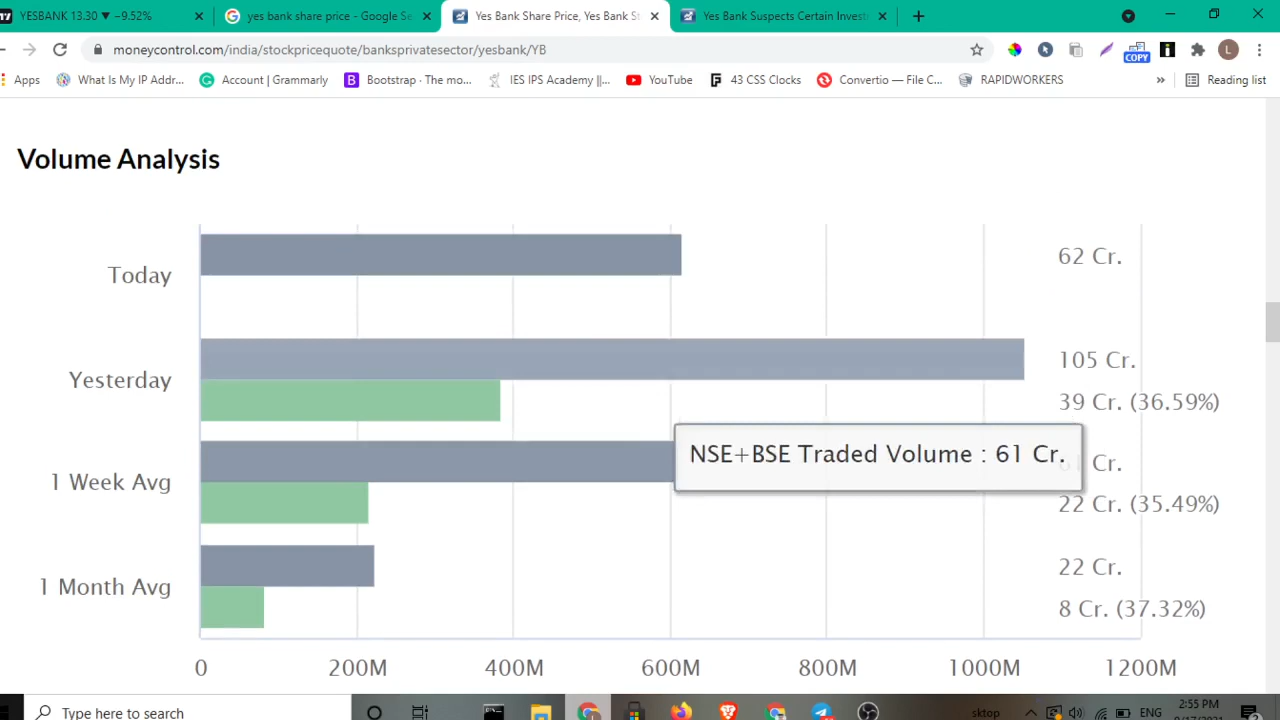 YESBANK 13.30 ▼ −9.52%
yes bank share price - Google Se
Yes Bank Share Price, Yes Bank St
Yes Bank Suspects Certain Invest
moneycontrol.com/india/stockpricequote/banksprivatesector/yesbank/YB
COPY
L
Apps
What Is My IP Addr...
Account | Grammarly
Bootstrap · The mo...
IES IPS Academy ||...
YouTube
43 CSS Clocks
Convertio — File C...
RAPIDWORKERS
»
Reading list
Volume Analysis
Today
62 Cr.
Yesterday
105 Cr.
39 Cr. (36.59%)
NSE+BSE Traded Volume : 61 Cr.
1 Week Avg
Cr.
22 Cr. (35.49%)
1 Month Avg
22 Cr.
8 Cr. (37.32%)
0 200M 400M 600M 800M 1000M 1200M
Type here to search
sktop
ENG
2:55 PM